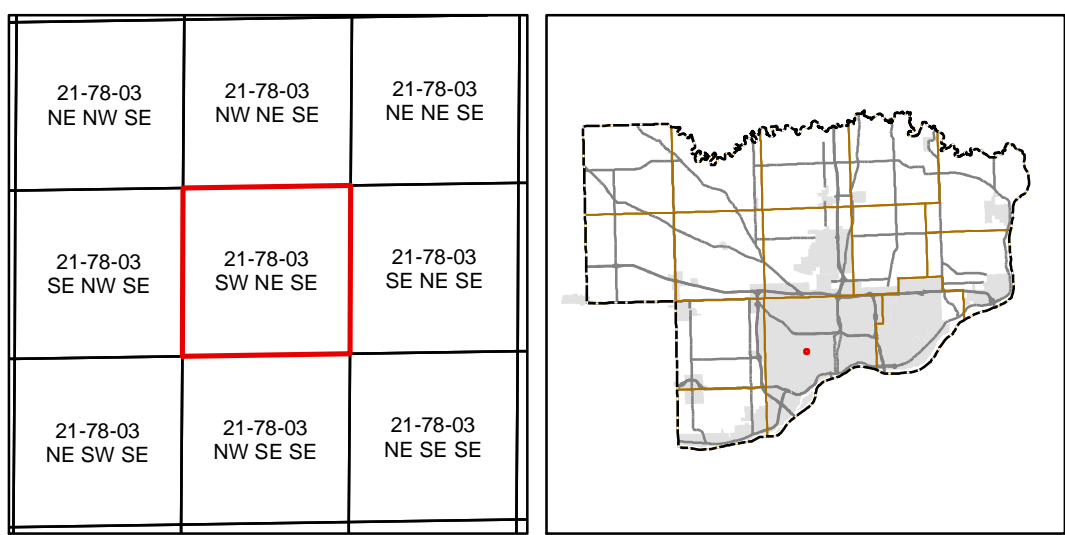 21-78-03
NE NW SE
21-78-03
NW NE SE
21-78-03
NE NE SE
21-78-03
SE NW SE
21-78-03
SW NE SE
21-78-03
SE NE SE
21-78-03
NE SW SE
21-78-03
NW SE SE
21-78-03
NE SE SE